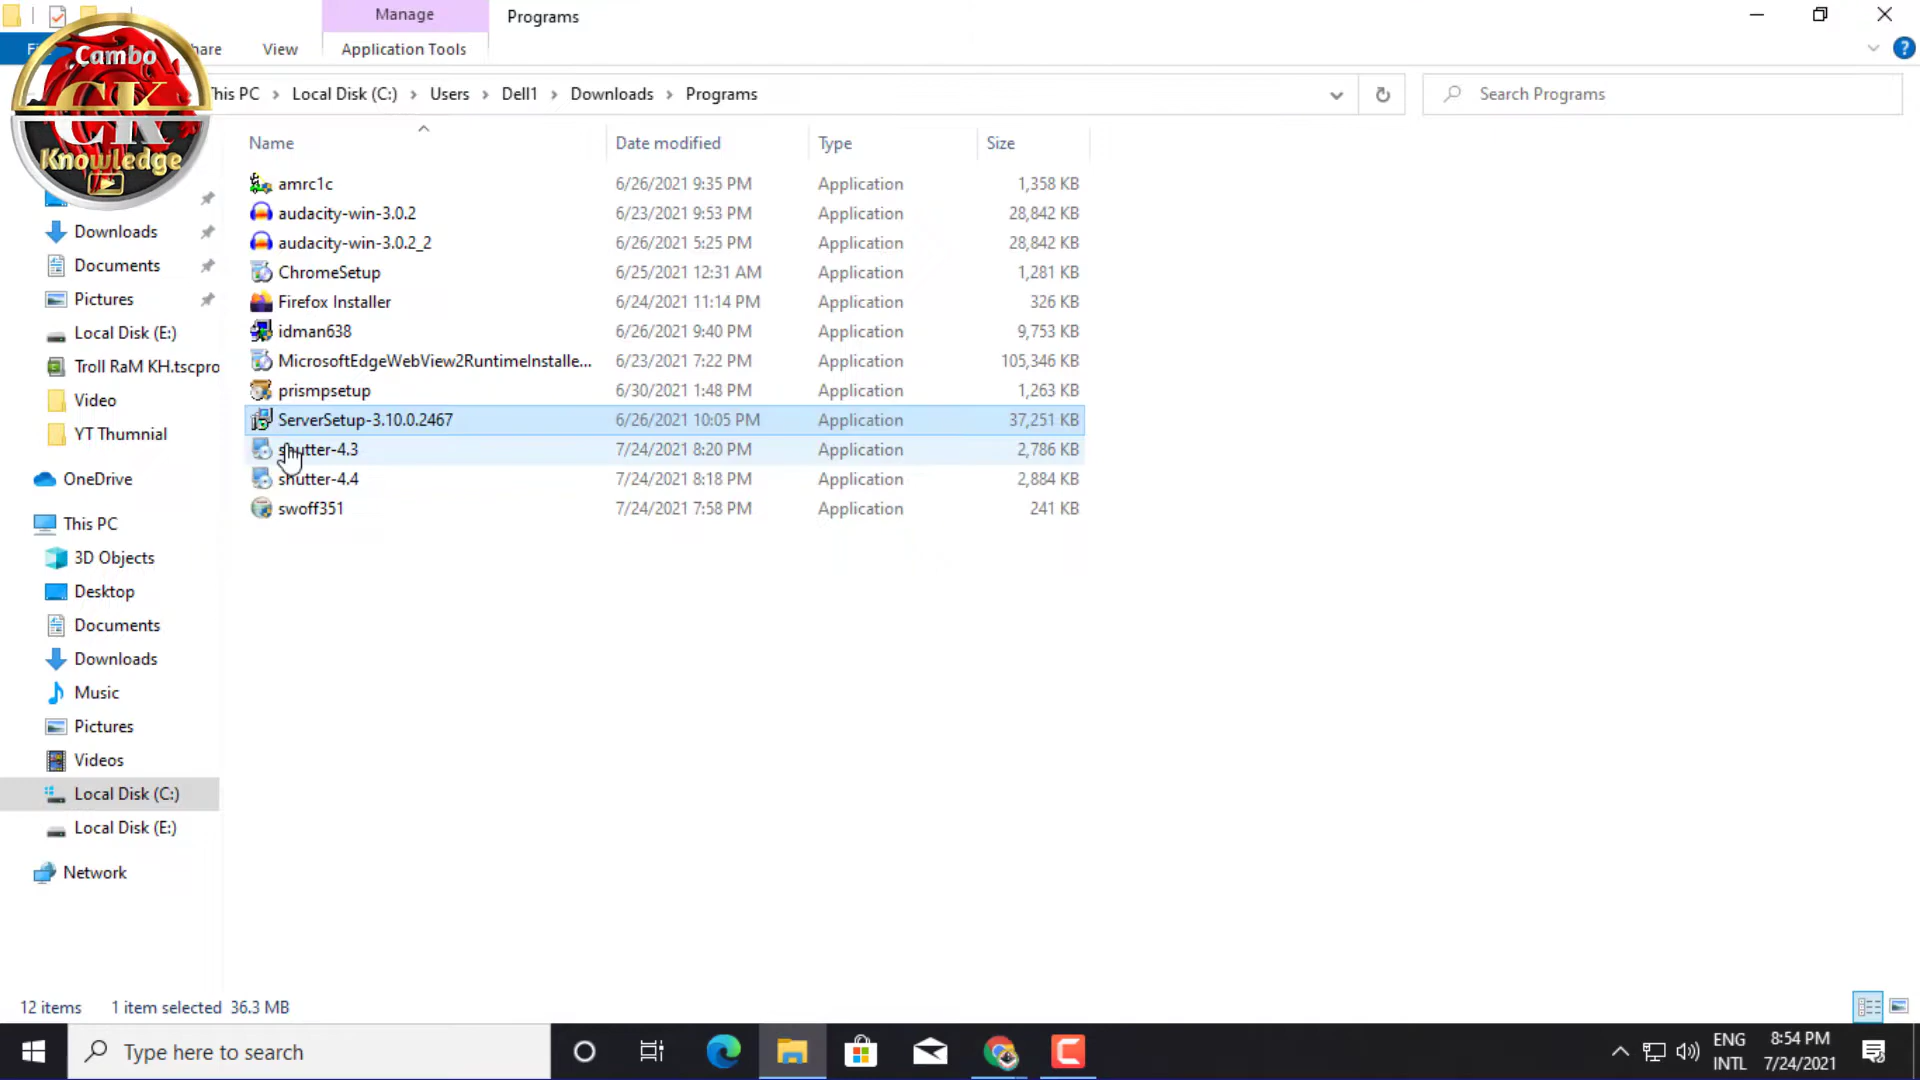 Manage
Programs
hare
View
Application Tools
Cambo
CK
Knowledge
This PC > Local Disk (C:) > Users > Dell1 > Downloads > Programs
Search Programs
Name Date modified Type Size
amrc1c 6/26/2021 9:35 PM Application 1,358 KB
audacity-win-3.0.2 6/23/2021 9:53 PM Application 28,842 KB
audacity-win-3.0.2_2 6/26/2021 5:25 PM Application 28,842 KB
ChromeSetup 6/25/2021 12:31 AM Application 1,281 KB
Firefox Installer 6/24/2021 11:14 PM Application 326 KB
idman638 6/26/2021 9:40 PM Application 9,753 KB
MicrosoftEdgeWebView2RuntimeInstalle... 6/23/2021 7:22 PM Application 105,346 KB
prismpsetup 6/30/2021 1:48 PM Application 1,263 KB
ServerSetup-3.10.0.2467 6/26/2021 10:05 PM Application 37,251 KB
shutter-4.3 7/24/2021 8:20 PM Application 2,786 KB
shutter-4.4 7/24/2021 8:18 PM Application 2,884 KB
swoff351 7/24/2021 7:58 PM Application 241 KB
Downloads
Documents
Pictures
Local Disk (E:)
Troll RaM KH.tscpro
Video
YT Thumnial
OneDrive
This PC
3D Objects
Desktop
Documents
Downloads
Music
Pictures
Videos
Local Disk (C:)
Local Disk (E:)
Network
12 items 1 item selected 36.3 MB
Type here to search
ENG
INTL
8:54 PM
7/24/2021